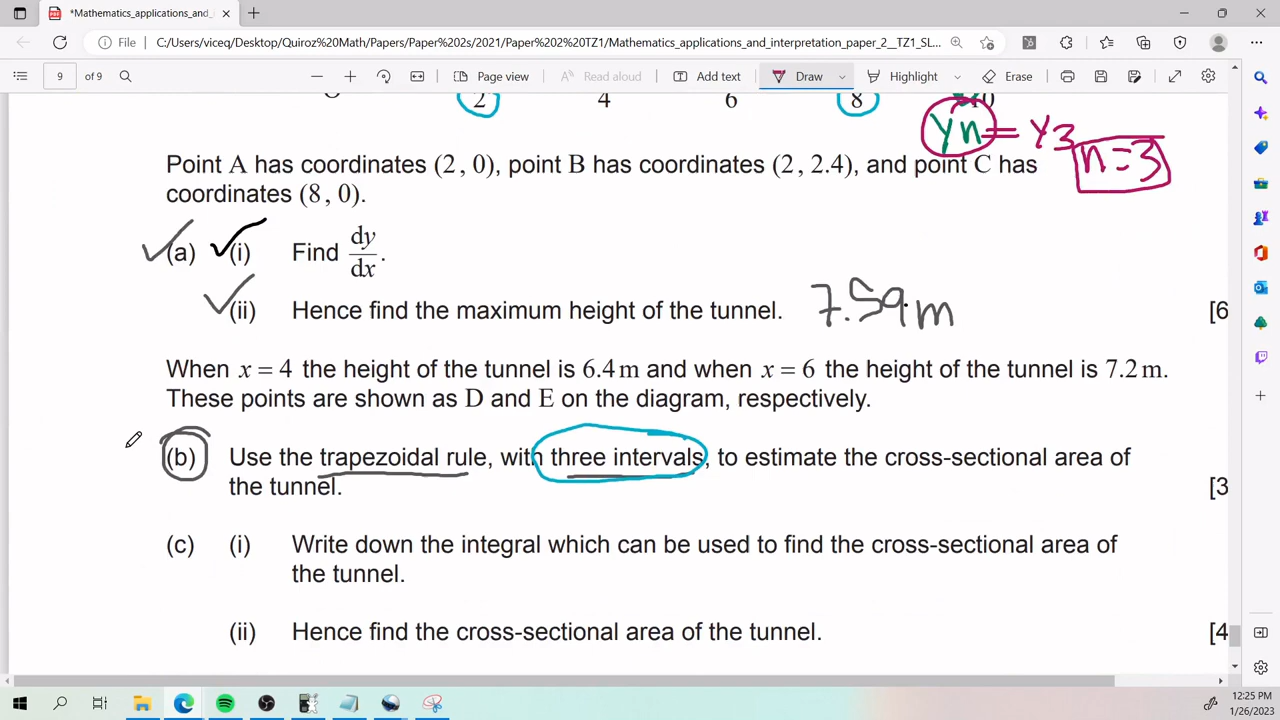 *Mathematics_applications_and_i
File C:/Users/viceq/Desktop/Quiroz%20Math/Papers/Paper%202s/2021/Paper%202%20TZ1/Mathematics_applications_and_interpretation_paper_2__TZ1_SL...
9 of 9 Page view Read aloud Add text Draw Highlight Erase
2 4 6 8 10
yn = y3
n=3
Point A has coordinates (2, 0), point B has coordinates (2, 2.4), and point C has
coordinates (8, 0).
(a) (i) Find dy/dx.
(ii) Hence find the maximum height of the tunnel. 7.59m [6
When x = 4 the height of the tunnel is 6.4 m and when x = 6 the height of the tunnel is 7.2 m.
These points are shown as D and E on the diagram, respectively.
(b) Use the trapezoidal rule, with three intervals, to estimate the cross-sectional area of
the tunnel. [3
(c) (i) Write down the integral which can be used to find the cross-sectional area of
the tunnel.
(ii) Hence find the cross-sectional area of the tunnel. [4
12:25 PM
1/26/2023